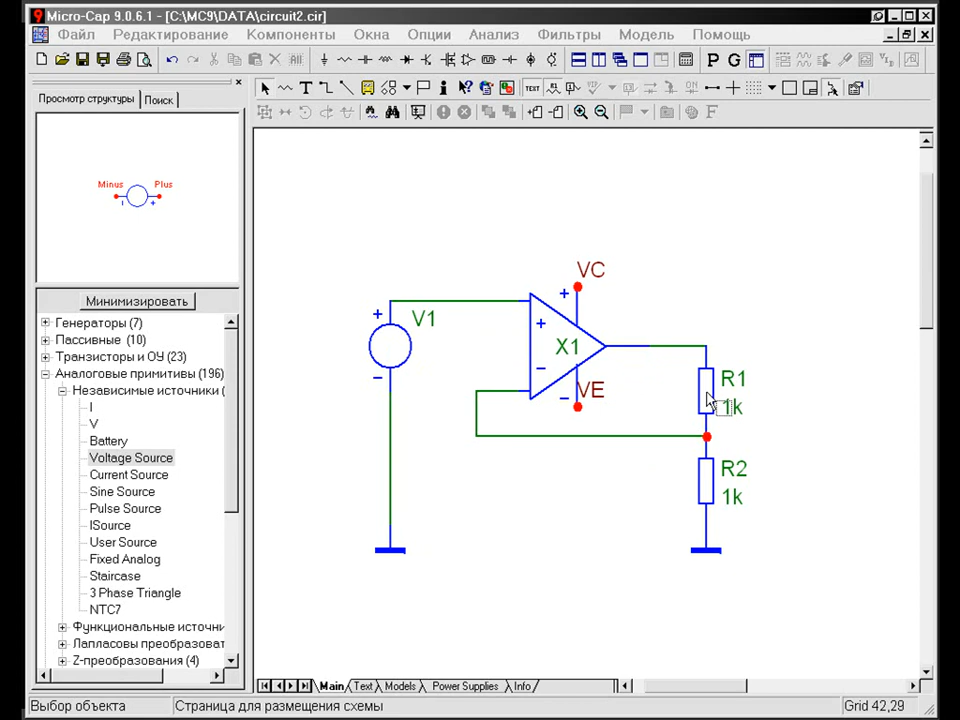 Micro-Cap 9.0.6.1 - [C:\MC9\DATA\circuit2.cir]
Файл Редактирование Компоненты Окна Опции Анализ Фильтры Модель Помощь
Просмотр структуры Поиск
Minus Plus
Минимизировать
Генераторы (7)
Пассивные (10)
Транзисторы и ОУ (23)
Аналоговые примитивы (196)
Независимые источники (
I
V
Battery
Voltage Source
Current Source
Sine Source
Pulse Source
ISource
User Source
Fixed Analog
Staircase
3 Phase Triangle
NTC7
Функциональные источни
Лапласовы преобразоват
Z-преобразования (4)
VC
V1
X1
VE
R1
1k
R2
1k
Main Text Models Power Supplies Info
Выбор объекта
Страница для размещения схемы
Grid 42,29